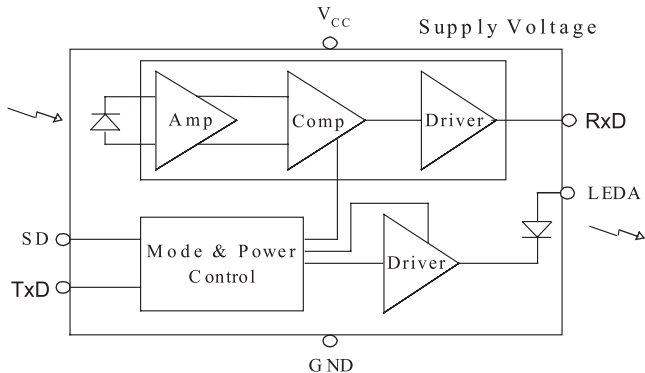 VCC
Supply Voltage
Amp
Comp
Driver
RxD
LEDA
SD
Mode & Power
Control
Driver
TxD
GND